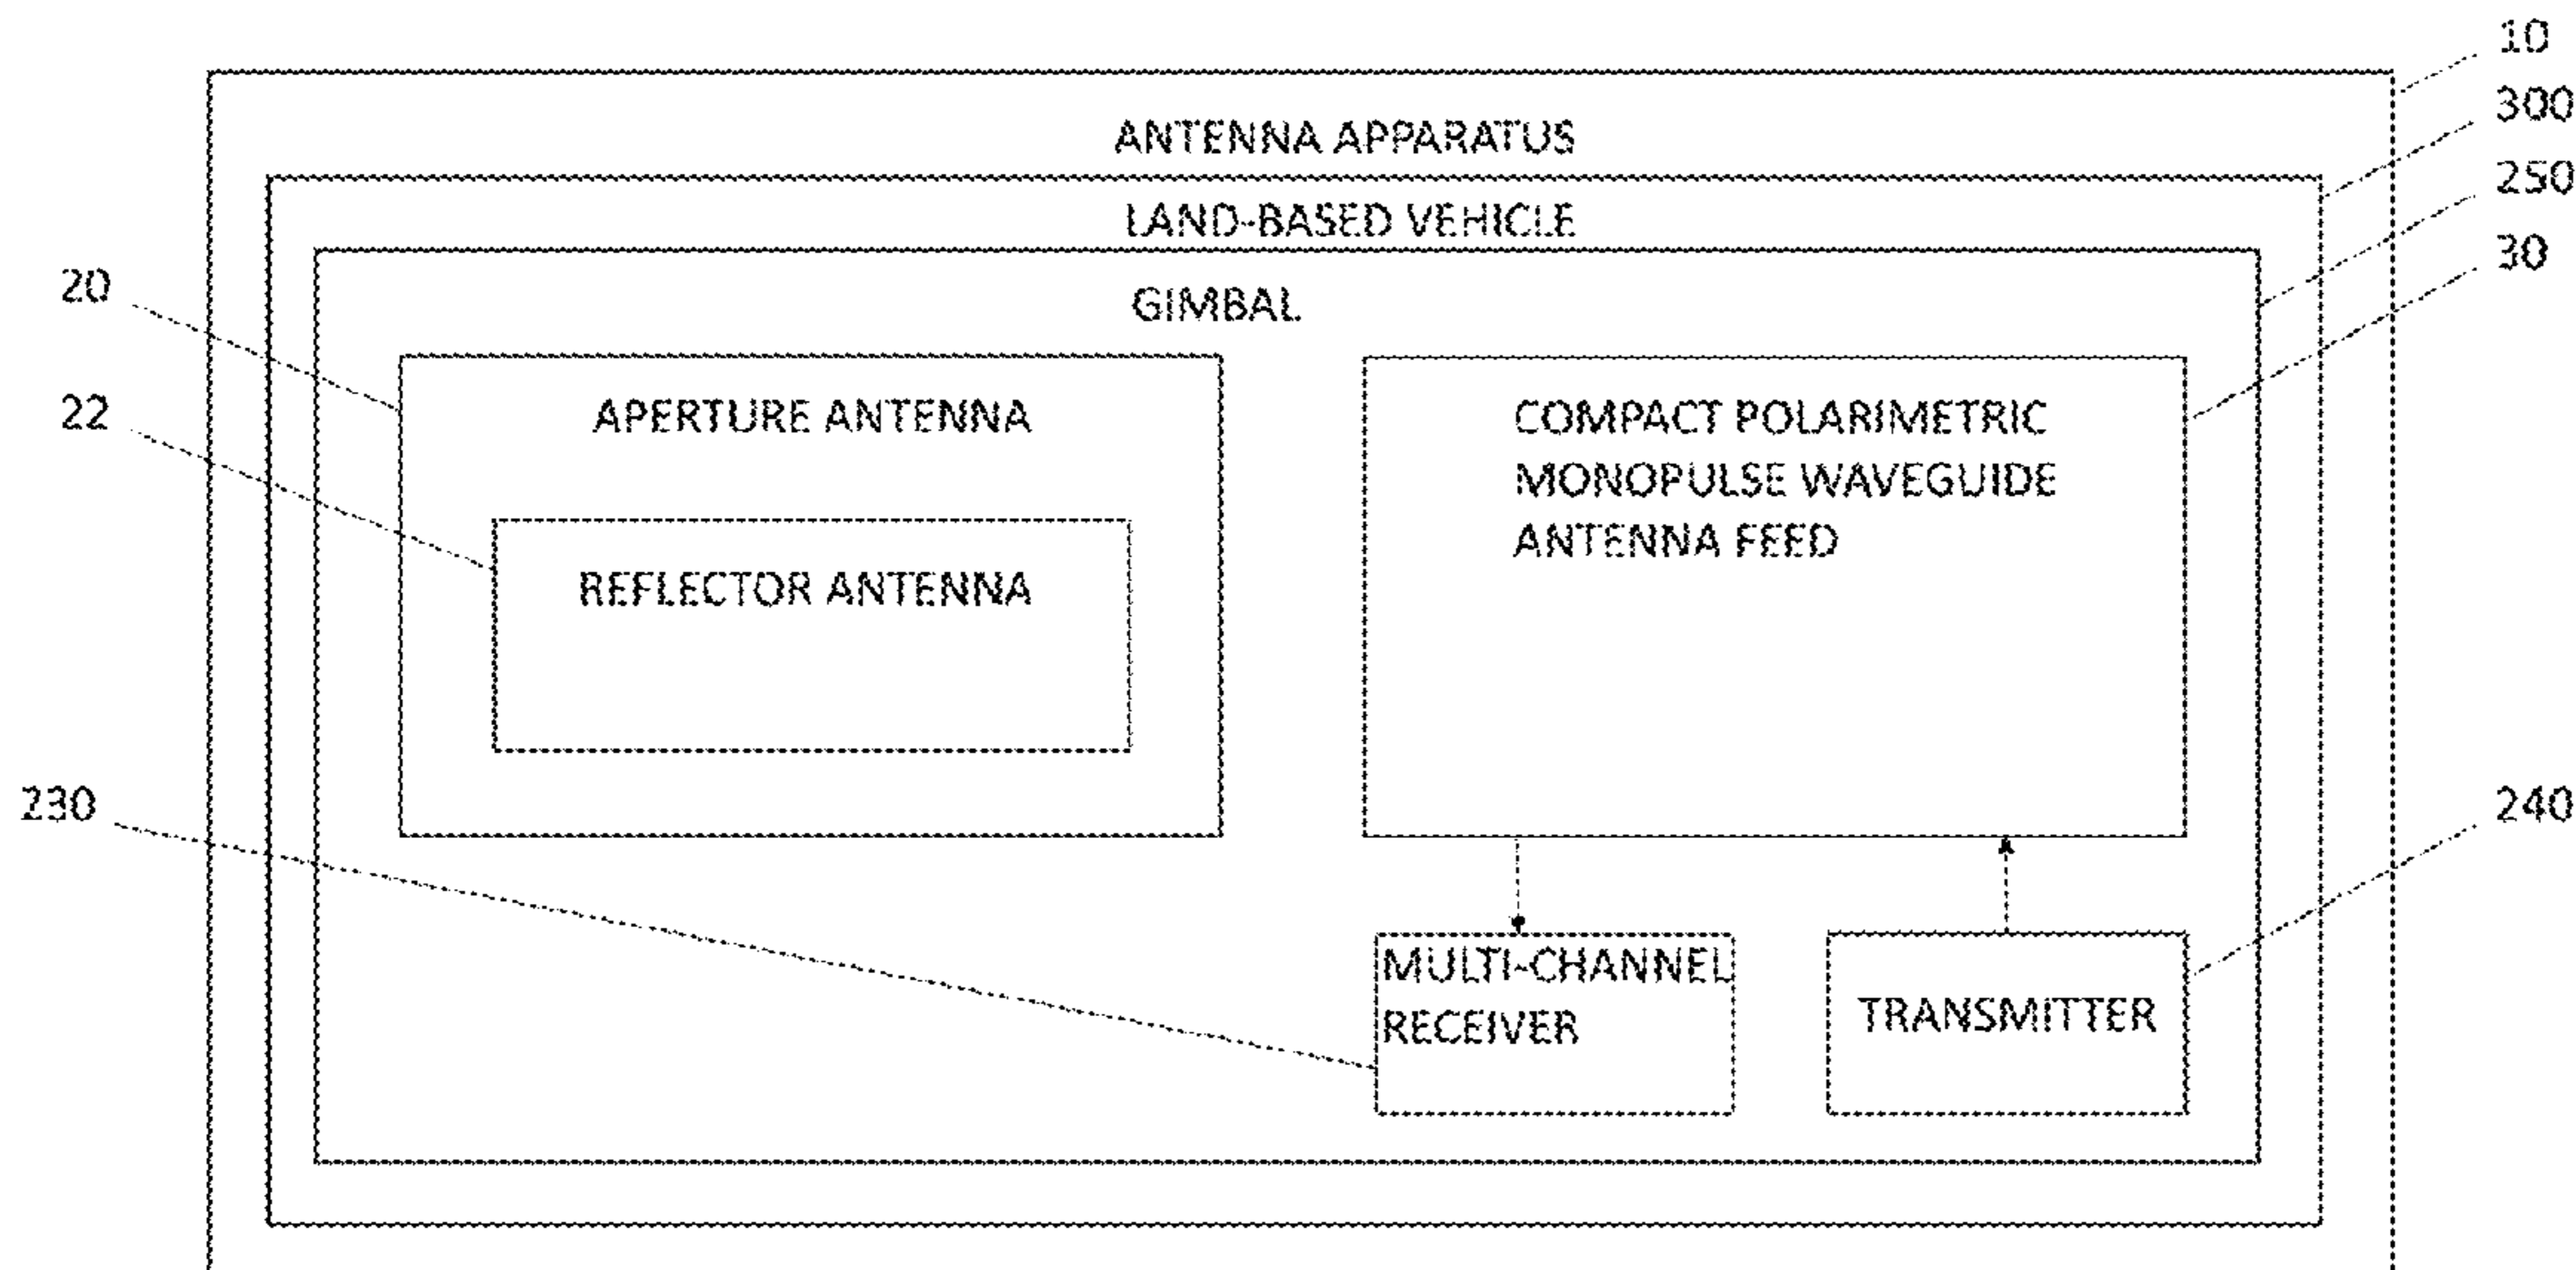 10
ANTENNA APPARATUS
300
LAND-BASED VEHICLE
250
GIMBAL
30
20
APERTURE ANTENNA
22
REFLECTOR ANTENNA
COMPACT POLARIMETRIC
MONOPULSE WAVEGUIDE
ANTENNA FEED
230
240
MULTI-CHANNEL
RECEIVER
TRANSMITTER